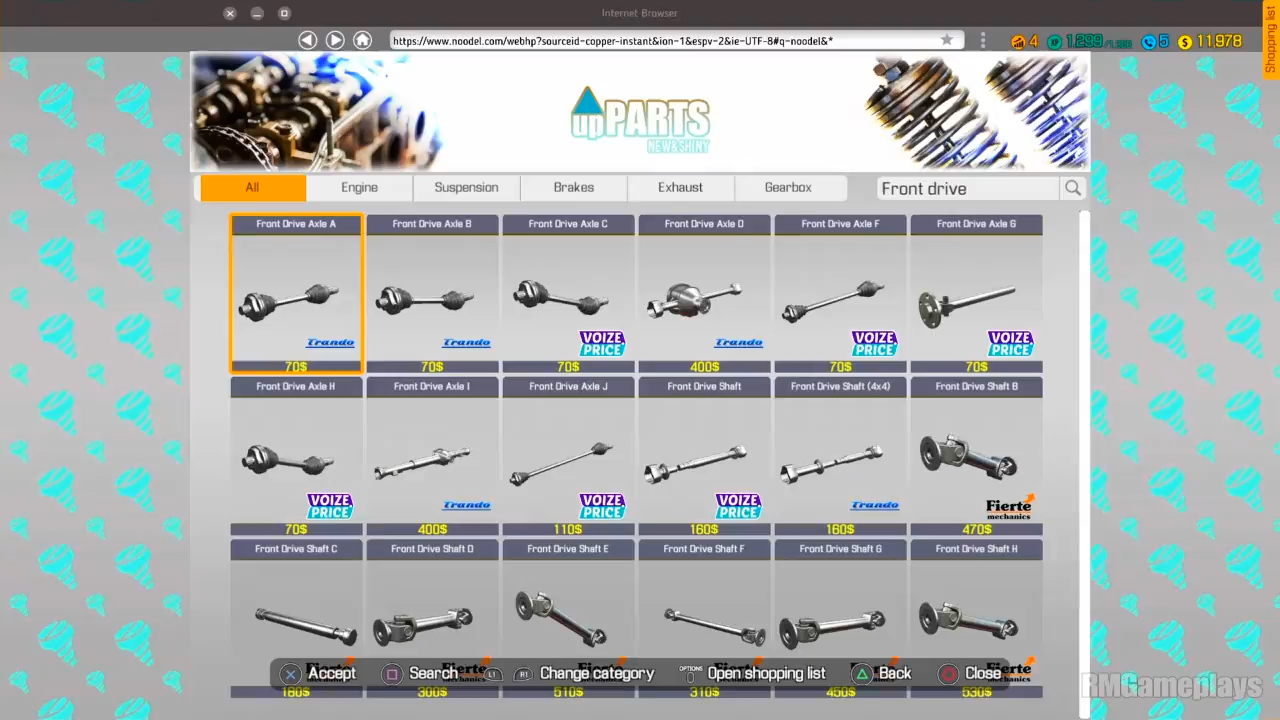 Internet Browser
Shopping list
https://www.noodel.com/webhp?sourceid-copper-instant&ion-1&espv-2&ie-UTF-8#q-noodel&*
4 XP 1,299 5 $ 11,978
upPARTS
NEW&SHINY
All Engine Suspension Brakes Exhaust Gearbox Front drive
Front Drive Axle A Front Drive Axle B Front Drive Axle C Front Drive Axle D Front Drive Axle F Front Drive Axle G
Trando Trando VOIZE PRICE Trando VOIZE PRICE VOIZE PRICE
70$ 70$ 70$ 400$ 70$ 70$
Front Drive Axle H Front Drive Axle I Front Drive Axle J Front Drive Shaft Front Drive Shaft (4x4) Front Drive Shaft B
VOIZE PRICE Trando VOIZE PRICE VOIZE PRICE Trando Fierte mechanics
70$ 400$ 110$ 160$ 160$ 470$
Front Drive Shaft C Front Drive Shaft D Front Drive Shaft E Front Drive Shaft F Front Drive Shaft G Front Drive Shaft H
Accept Search L1 R1 Change category OPTIONS Open shopping list Back Close
300$ 510$ 310$ 450$ 530$
RMGameplays